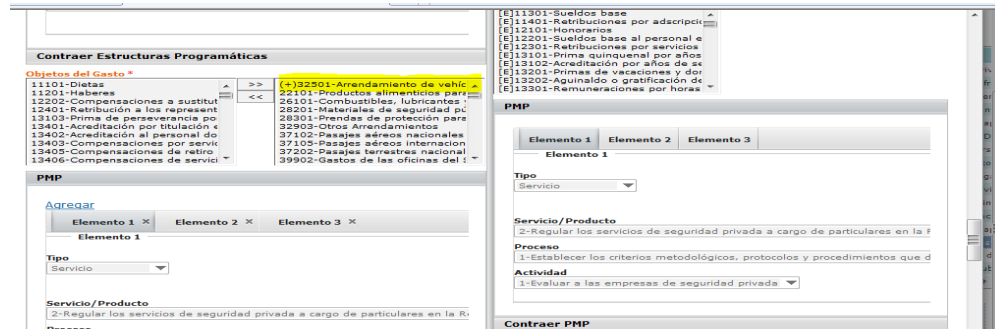 Contraer Estructuras Programáticas
Objetos del Gasto *
11101-Dietas
11201-Haberes
12202-Compensaciones a sustitut
12401-Retribución a los represent
13103-Prima de perseverancia po
13401-Acreditación por titulación e
13402-Acreditación al personal do
13403-Compensaciones por servic
13405-Compensaciones de retiro
13406-Compensaciones de servici
>>
<<
(+)32501-Arrendamiento de vehíc
22101-Productos alimenticios para
26101-Combustibles, lubricantes y
28201-Materiales de seguridad pú
28301-Prendas de protección para
32903-Otros Arrendamientos
37102-Pasajes aéreos nacionales
37105-Pasajes aéreos internacion
37202-Pasajes terrestres nacional
39902-Gastos de las oficinas del
PMP
Agregar
Elemento 1 × Elemento 2 × Elemento 3 ×
Elemento 1
Tipo
Servicio
Servicio/Producto
2-Regular los servicios de seguridad privada a cargo de particulares en la R
Proceso
[E]11301-Sueldos base
[E]11401-Retribuciones por adscripci
[E]12101-Honorarios
[E]12201-Sueldos base al personal e
[E]12301-Retribuciones por servicios
[E]13101-Prima quinquenal por años
[E]13102-Acreditación por años de se
[E]13201-Primas de vacaciones y dor
[E]13202-Aguinaldo o gratificación de
[E]13301-Remuneraciones por horas
PMP
Elemento 1 Elemento 2 Elemento 3
Elemento 1
Tipo
Servicio
Servicio/Producto
2-Regular los servicios de seguridad privada a cargo de particulares en la R
Proceso
1-Establecer los criterios metodológicos, protocolos y procedimientos que d
Actividad
1-Evaluar a las empresas de seguridad privada
Contraer PMP